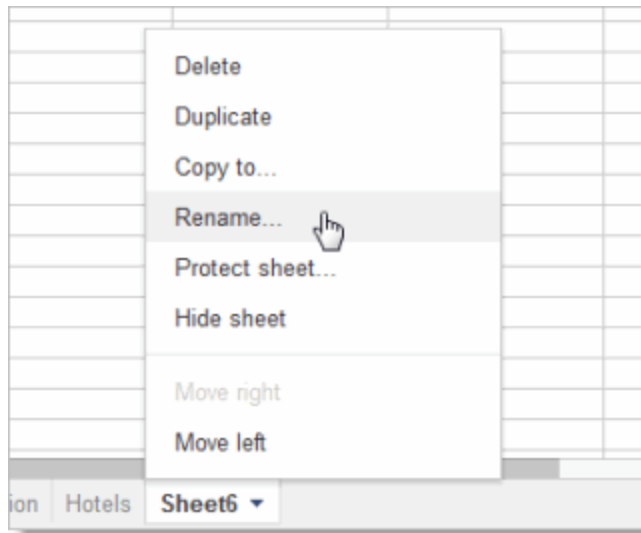 Delete
Duplicate
Copy to...
Rename...
Protect sheet...
Hide sheet
Move right
Move left
ion Hotels Sheet6